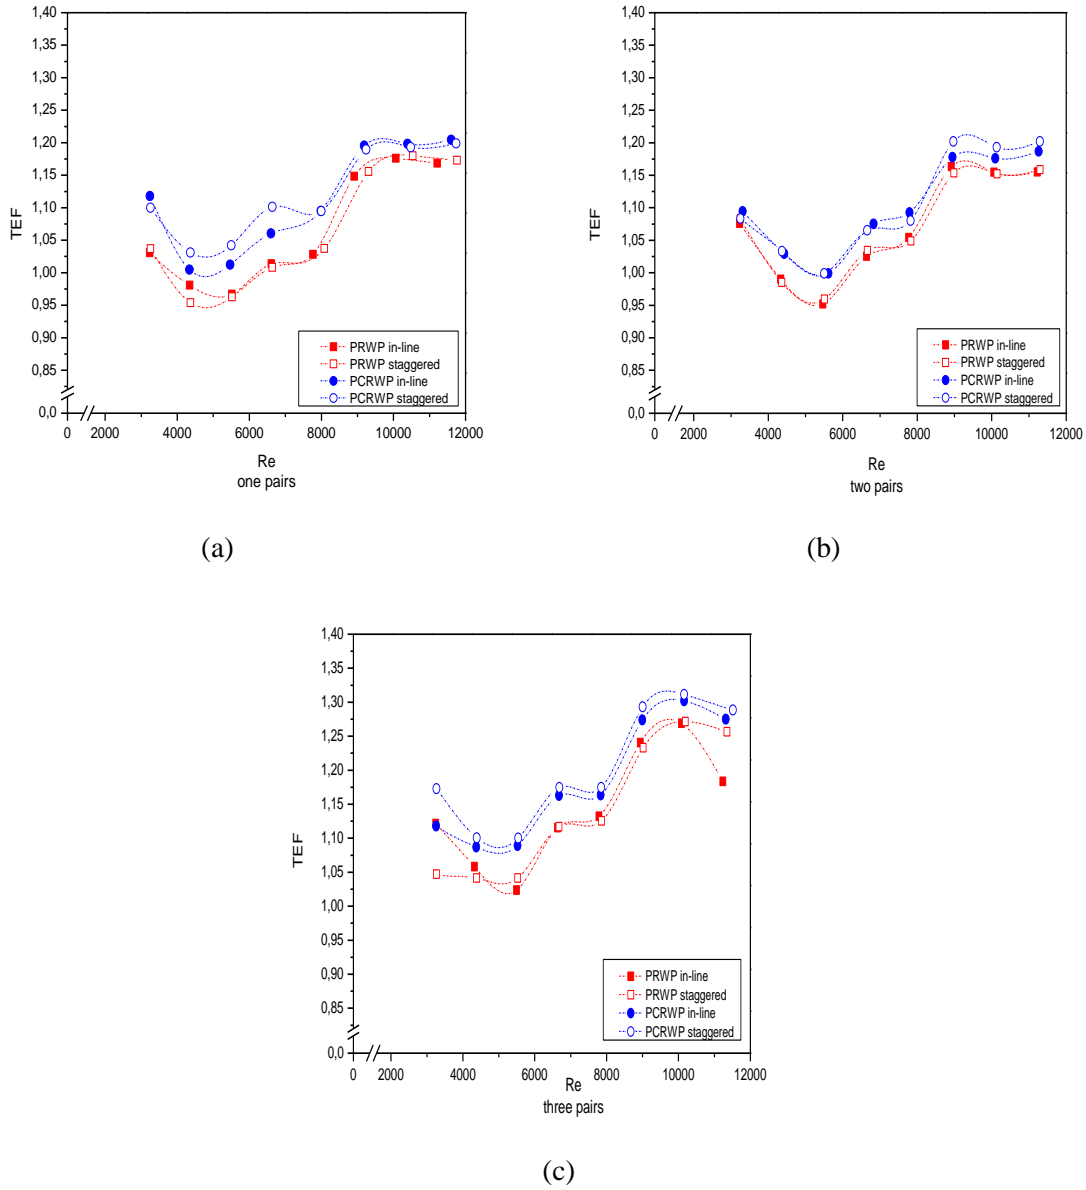 1,40
1,35
1,30
1,25
1,20
1,15
1,10
1,05
1,00
0,95
0,90
0,85
0,0
TEF
PRWP in-line
PRWP staggered
PCRWP in-line
PCRWP staggered
0 2000 4000 6000 8000 10000 12000
Re
one pairs
(a)
1,40
1,35
1,30
1,25
1,20
1,15
1,10
1,05
1,00
0,95
0,90
0,85
0,0
TEF
PRWP in-line
PRWP staggered
PCRWP in-line
PCRWP staggered
0 2000 4000 6000 8000 10000 12000
Re
two pairs
(b)
1,40
1,35
1,30
1,25
1,20
1,15
1,10
1,05
1,00
0,95
0,90
0,85
0,0
TEF
PRWP in-line
PRWP staggered
PCRWP in-line
PCRWP staggered
0 2000 4000 6000 8000 10000 12000
Re
three pairs
(c)